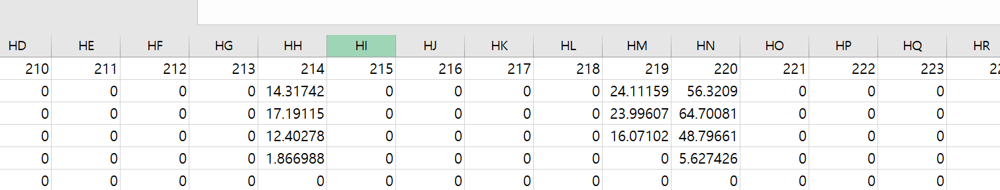 HD HE HF HG HH HI HJ HK HL HM HN HO HP HQ HR
210 211 212 213 214 215 216 217 218 219 220 221 222 223
0 0 0 0 14.31742 0 0 0 0 24.11159 56.3209 0 0 0
0 0 0 0 17.19115 0 0 0 0 23.99607 64.70081 0 0 0
0 0 0 0 12.40278 0 0 0 0 16.07102 48.79661 0 0 0
0 0 0 0 1.866988 0 0 0 0 0 5.627426 0 0 0
0 0 0 0 0 0 0 0 0 0 0 0 0 0